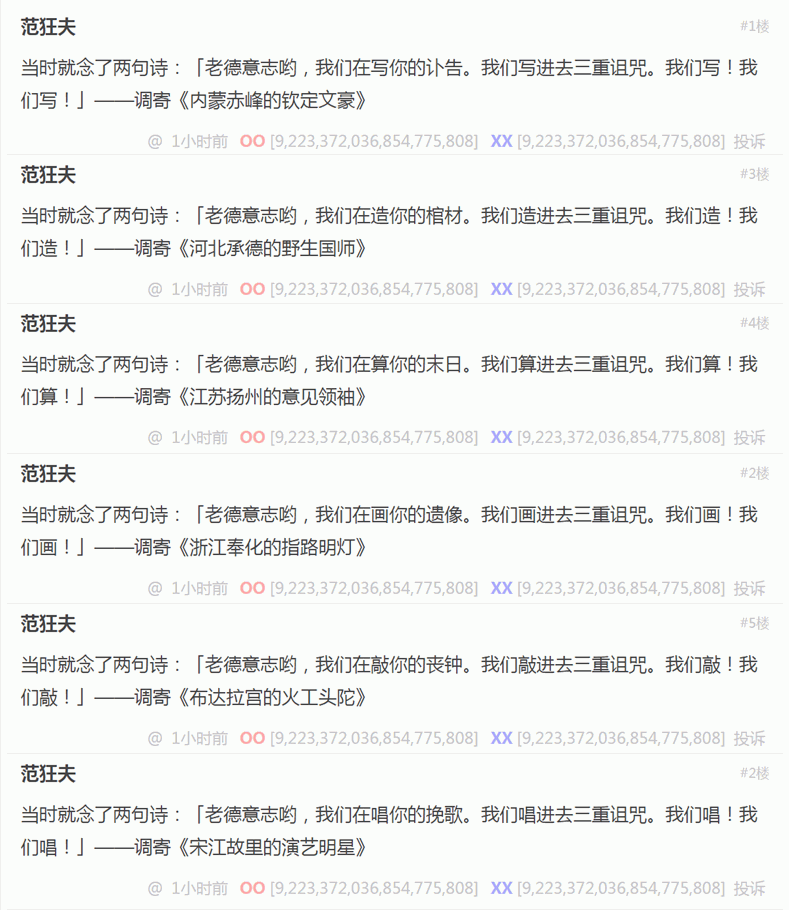 范狂夫 #1楼
当时就念了两句诗：「老德意志哟，我们在写你的讣告。我们写进去三重诅咒。我们写！我
们写！」——调寄《内蒙赤峰的钦定文豪》
@ 1小时前 OO [9,223,372,036,854,775,808] XX [9,223,372,036,854,775,808] 投诉
范狂夫 #3楼
当时就念了两句诗：「老德意志哟，我们在造你的棺材。我们造进去三重诅咒。我们造！我
们造！」——调寄《河北承德的野生国师》
@ 1小时前 OO [9,223,372,036,854,775,808] XX [9,223,372,036,854,775,808] 投诉
范狂夫 #4楼
当时就念了两句诗：「老德意志哟，我们在算你的末日。我们算进去三重诅咒。我们算！我
们算！」——调寄《江苏扬州的意见领袖》
@ 1小时前 OO [9,223,372,036,854,775,808] XX [9,223,372,036,854,775,808] 投诉
范狂夫 #2楼
当时就念了两句诗：「老德意志哟，我们在画你的遗像。我们画进去三重诅咒。我们画！我
们画！」——调寄《浙江奉化的指路明灯》
@ 1小时前 OO [9,223,372,036,854,775,808] XX [9,223,372,036,854,775,808] 投诉
范狂夫 #5楼
当时就念了两句诗：「老德意志哟，我们在敲你的丧钟。我们敲进去三重诅咒。我们敲！我
们敲！」——调寄《布达拉宫的火工头陀》
@ 1小时前 OO [9,223,372,036,854,775,808] XX [9,223,372,036,854,775,808] 投诉
范狂夫 #2楼
当时就念了两句诗：「老德意志哟，我们在唱你的挽歌。我们唱进去三重诅咒。我们唱！我
们唱！」——调寄《宋江故里的演艺明星》
@ 1小时前 OO [9,223,372,036,854,775,808] XX [9,223,372,036,854,775,808] 投诉